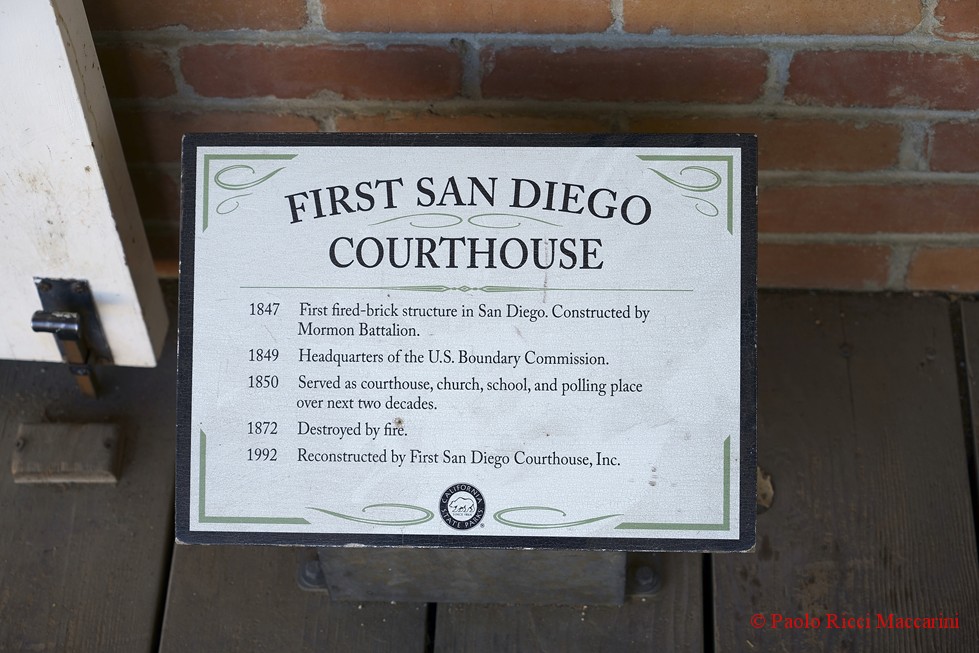 FIRST SAN DIEGO
COURTHOUSE
1847 First fired-brick structure in San Diego. Constructed by
Mormon Battalion.
1849 Headquarters of the U.S. Boundary Commission.
1850 Served as courthouse, church, school, and polling place
over next two decades.
1872 Destroyed by fire.
1992 Reconstructed by First San Diego Courthouse, Inc.
CALIFORNIA
STATE PARKS
© Paolo Ricci Maccarini